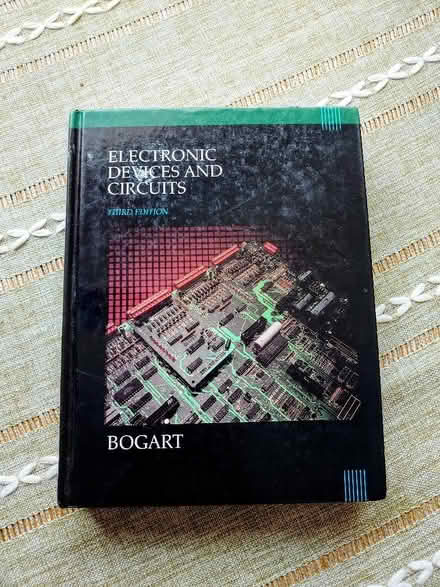 ELECTRONIC
DEVICES AND
CIRCUITS
THIRD EDITION
BOGART